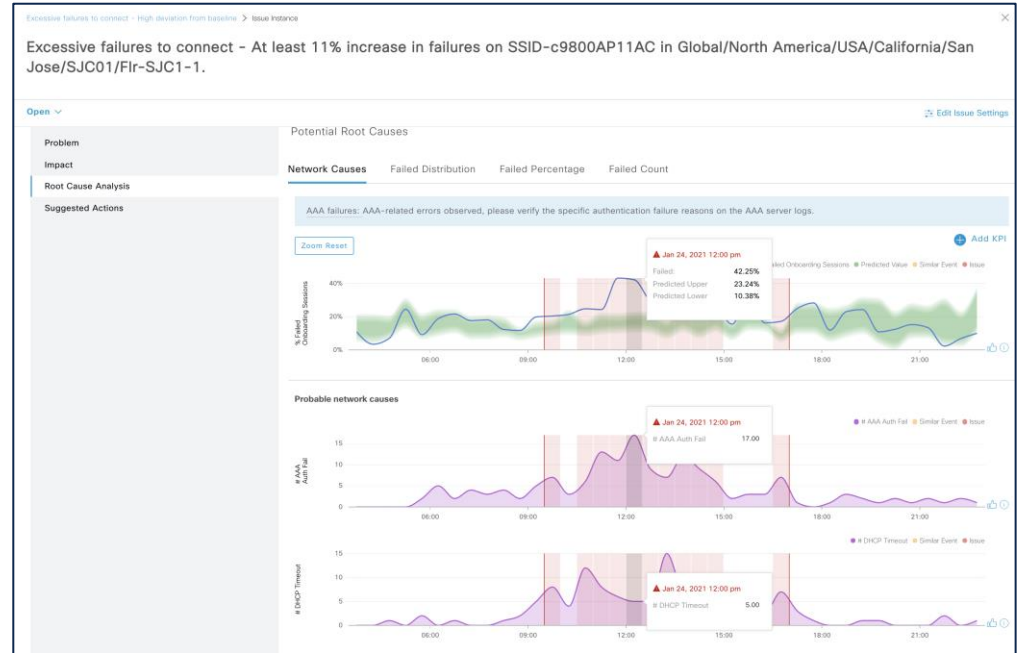 Excessive failures to connect - High deviation from baseline > Issue Instance
Excessive failures to connect - At least 11% increase in failures on SSID-c9800AP11AC in Global/North America/USA/California/San
Jose/SJC01/Flr-SJC1-1.
Open
Edit Issue Settings
Problem
Impact
Root Cause Analysis
Suggested Actions
Potential Root Causes
Network Causes Failed Distribution Failed Percentage Failed Count
AAA failures: AAA-related errors observed, please verify the specific authentication failure reasons on the AAA server logs.
Zoom Reset
Add KPI
Onboarding Sessions Predicted Value Similar Event Issue
Jan 24, 2021 12:00 pm
Failed: 42.25%
Predicted Upper 23.24%
Predicted Lower 10.38%
% Failed
Onboarding Sessions
40%
20%
0%
06:00 09:00 12:00 15:00 18:00 21:00
Probable network causes
# AAA Auth Fail Similar Event Issue
Jan 24, 2021 12:00 pm
# AAA Auth Fail 17.00
# AAA
Auth Fail
15
10
5
0
06:00 09:00 12:00 15:00 18:00 21:00
# DHCP Timeout Similar Event Issue
Jan 24, 2021 12:00 pm
# DHCP Timeout 5.00
# DHCP Timeout
15
10
5
0
06:00 09:00 12:00 15:00 18:00 21:00